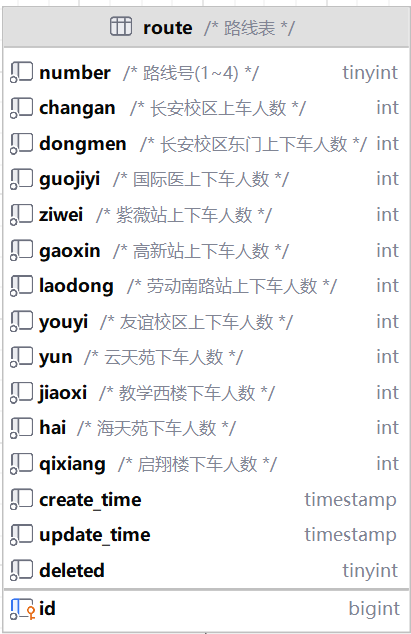 route /* 路线表 */
number /* 路线号(1~4) */ tinyint
changan /* 长安校区上车人数 */ int
dongmen /* 长安校区东门上下车人数 */ int
guojiyi /* 国际医上下车人数 */ int
ziwei /* 紫薇站上下车人数 */ int
gaoxin /* 高新站上下车人数 */ int
laodong /* 劳动南路站上下车人数 */ int
youyi /* 友谊校区上下车人数 */ int
yun /* 云天苑下车人数 */ int
jiaoxi /* 教学西楼下车人数 */ int
hai /* 海天苑下车人数 */ int
qixiang /* 启翔楼下车人数 */ int
create_time timestamp
update_time timestamp
deleted tinyint
id bigint